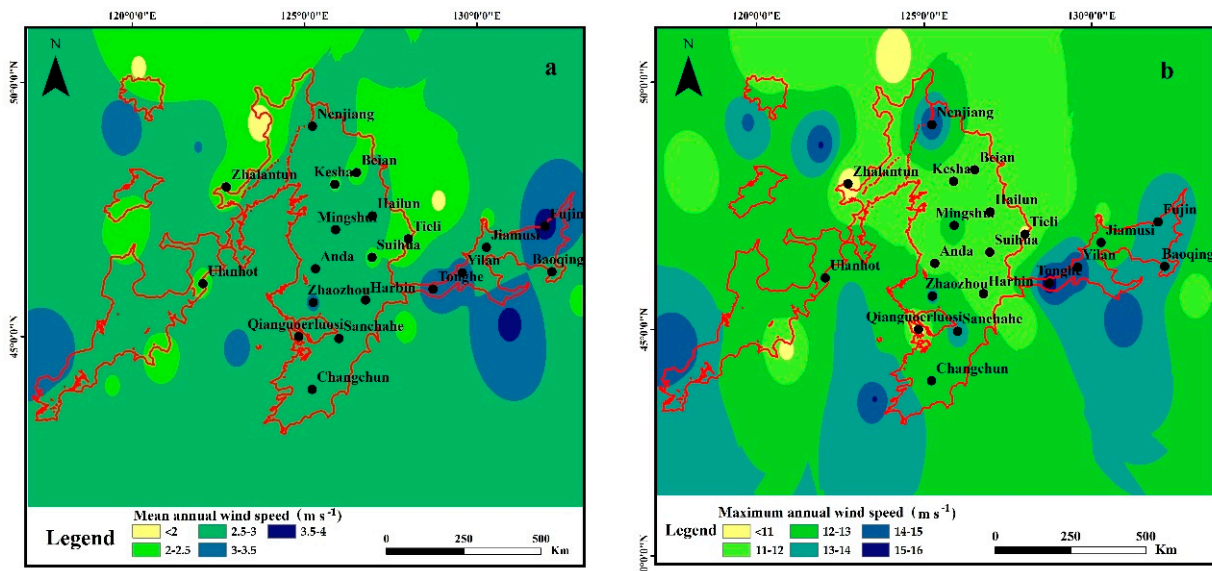 120°0'0"E 125°0'0"E 130°0'0"E
50°0'0"N
45°0'0"N
N
a
Nenjiang
Beian
Kesha
Zhalantun
Hailun
Mingshui
Tieli
Fujin
Suihua
Jiamusi
Anda
Yilan
Baoqing
Ulanhot
Tonghe
Zhaozhou
Harbin
Qianguoerluosi
Sanchahe
Changchun
Legend
Mean annual wind speed (m s⁻¹)
<2 2.5-3 3.5-4
2-2.5 3-3.5
0 250 500
Km
120°0'0"E 125°0'0"E 130°0'0"E
50°0'0"N
45°0'0"N
N
b
Nenjiang
Beian
Kesha
Zhalantun
Hailun
Mingshui
Tieli
Fujin
Suihua
Jiamusi
Anda
Yilan
Baoqing
Ulanhot
Tonghe
Zhaozhou
Harbin
Qianguoerluosi
Sanchahe
Changchun
Legend
Maximum annual wind speed (m s⁻¹)
<11 12-13 14-15
11-12 13-14 15-16
0 250 500
Km